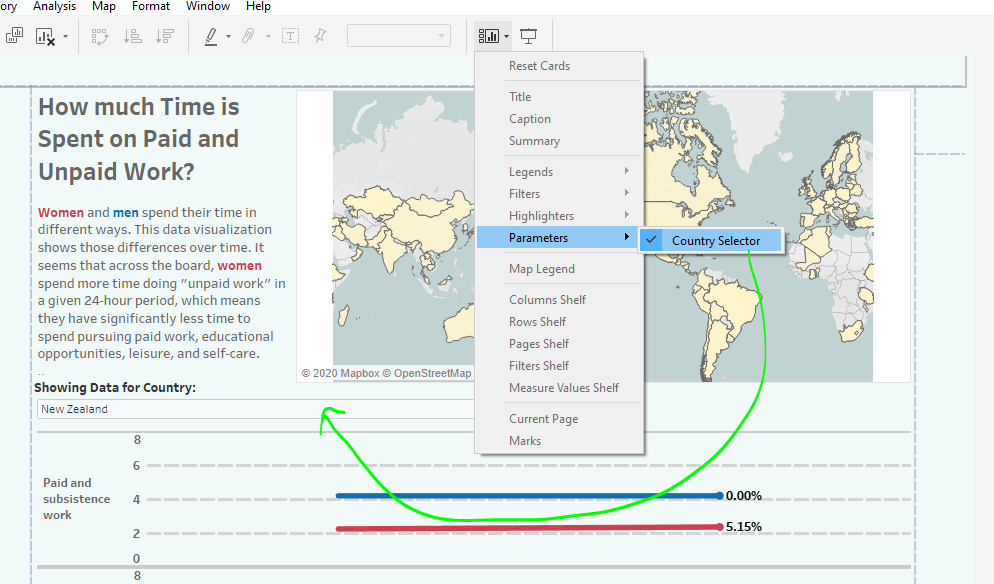 ory Analysis Map Format Window Help
T
Reset Cards
Title
Caption
Summary
Legends
Filters
Highlighters
Parameters
Country Selector
Map Legend
Columns Shelf
Rows Shelf
Pages Shelf
Filters Shelf
Measure Values Shelf
Current Page
Marks
How much Time is
Spent on Paid and
Unpaid Work?
Women and men spend their time in
different ways. This data visualization
shows those differences over time. It
seems that across the board, women
spend more time doing "unpaid work" in
a given 24-hour period, which means
they have significantly less time to
spend pursuing paid work, educational
opportunities, leisure, and self-care.
..
© 2020 Mapbox © OpenStreetMap
Showing Data for Country:
New Zealand
8
6
Paid and
subsistence
work
4
2
0
8
0.00%
5.15%